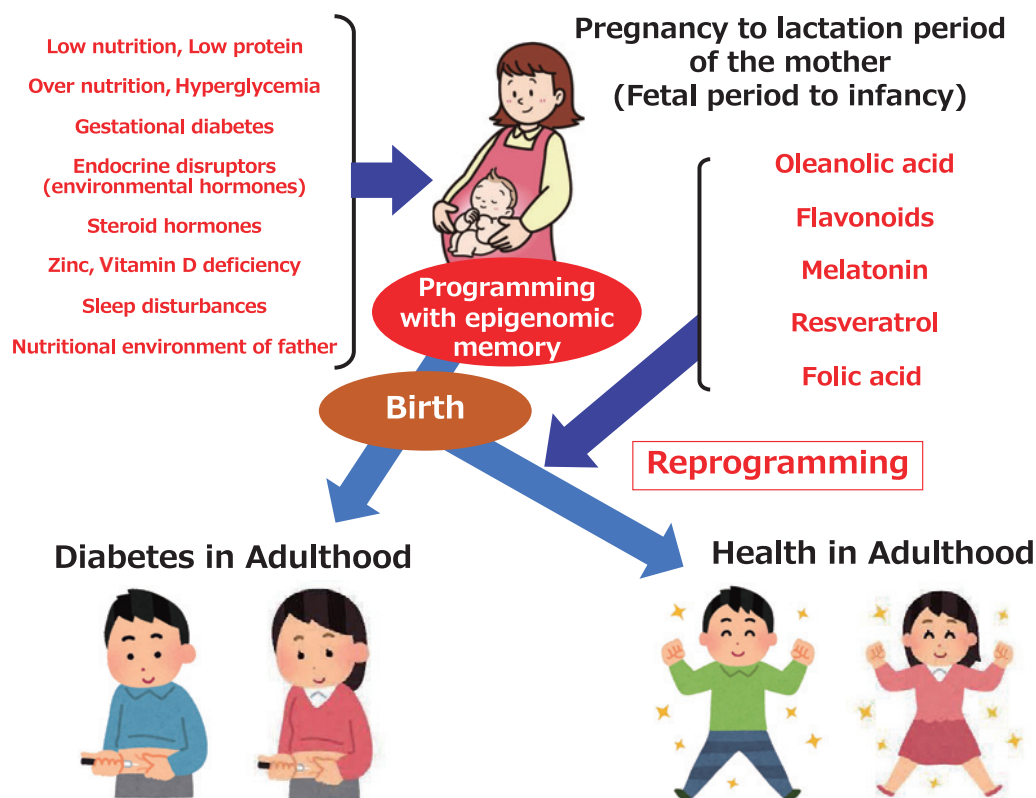 Low nutrition, Low protein
Over nutrition, Hyperglycemia
Gestational diabetes
Endocrine disruptors
(environmental hormones)
Steroid hormones
Zinc, Vitamin D deficiency
Sleep disturbances
Nutritional environment of father
Pregnancy to lactation period
of the mother
(Fetal period to infancy)
Oleanolic acid
Flavonoids
Melatonin
Resveratrol
Folic acid
Programming
with epigenomic
memory
Birth
Reprogramming
Diabetes in Adulthood
Health in Adulthood